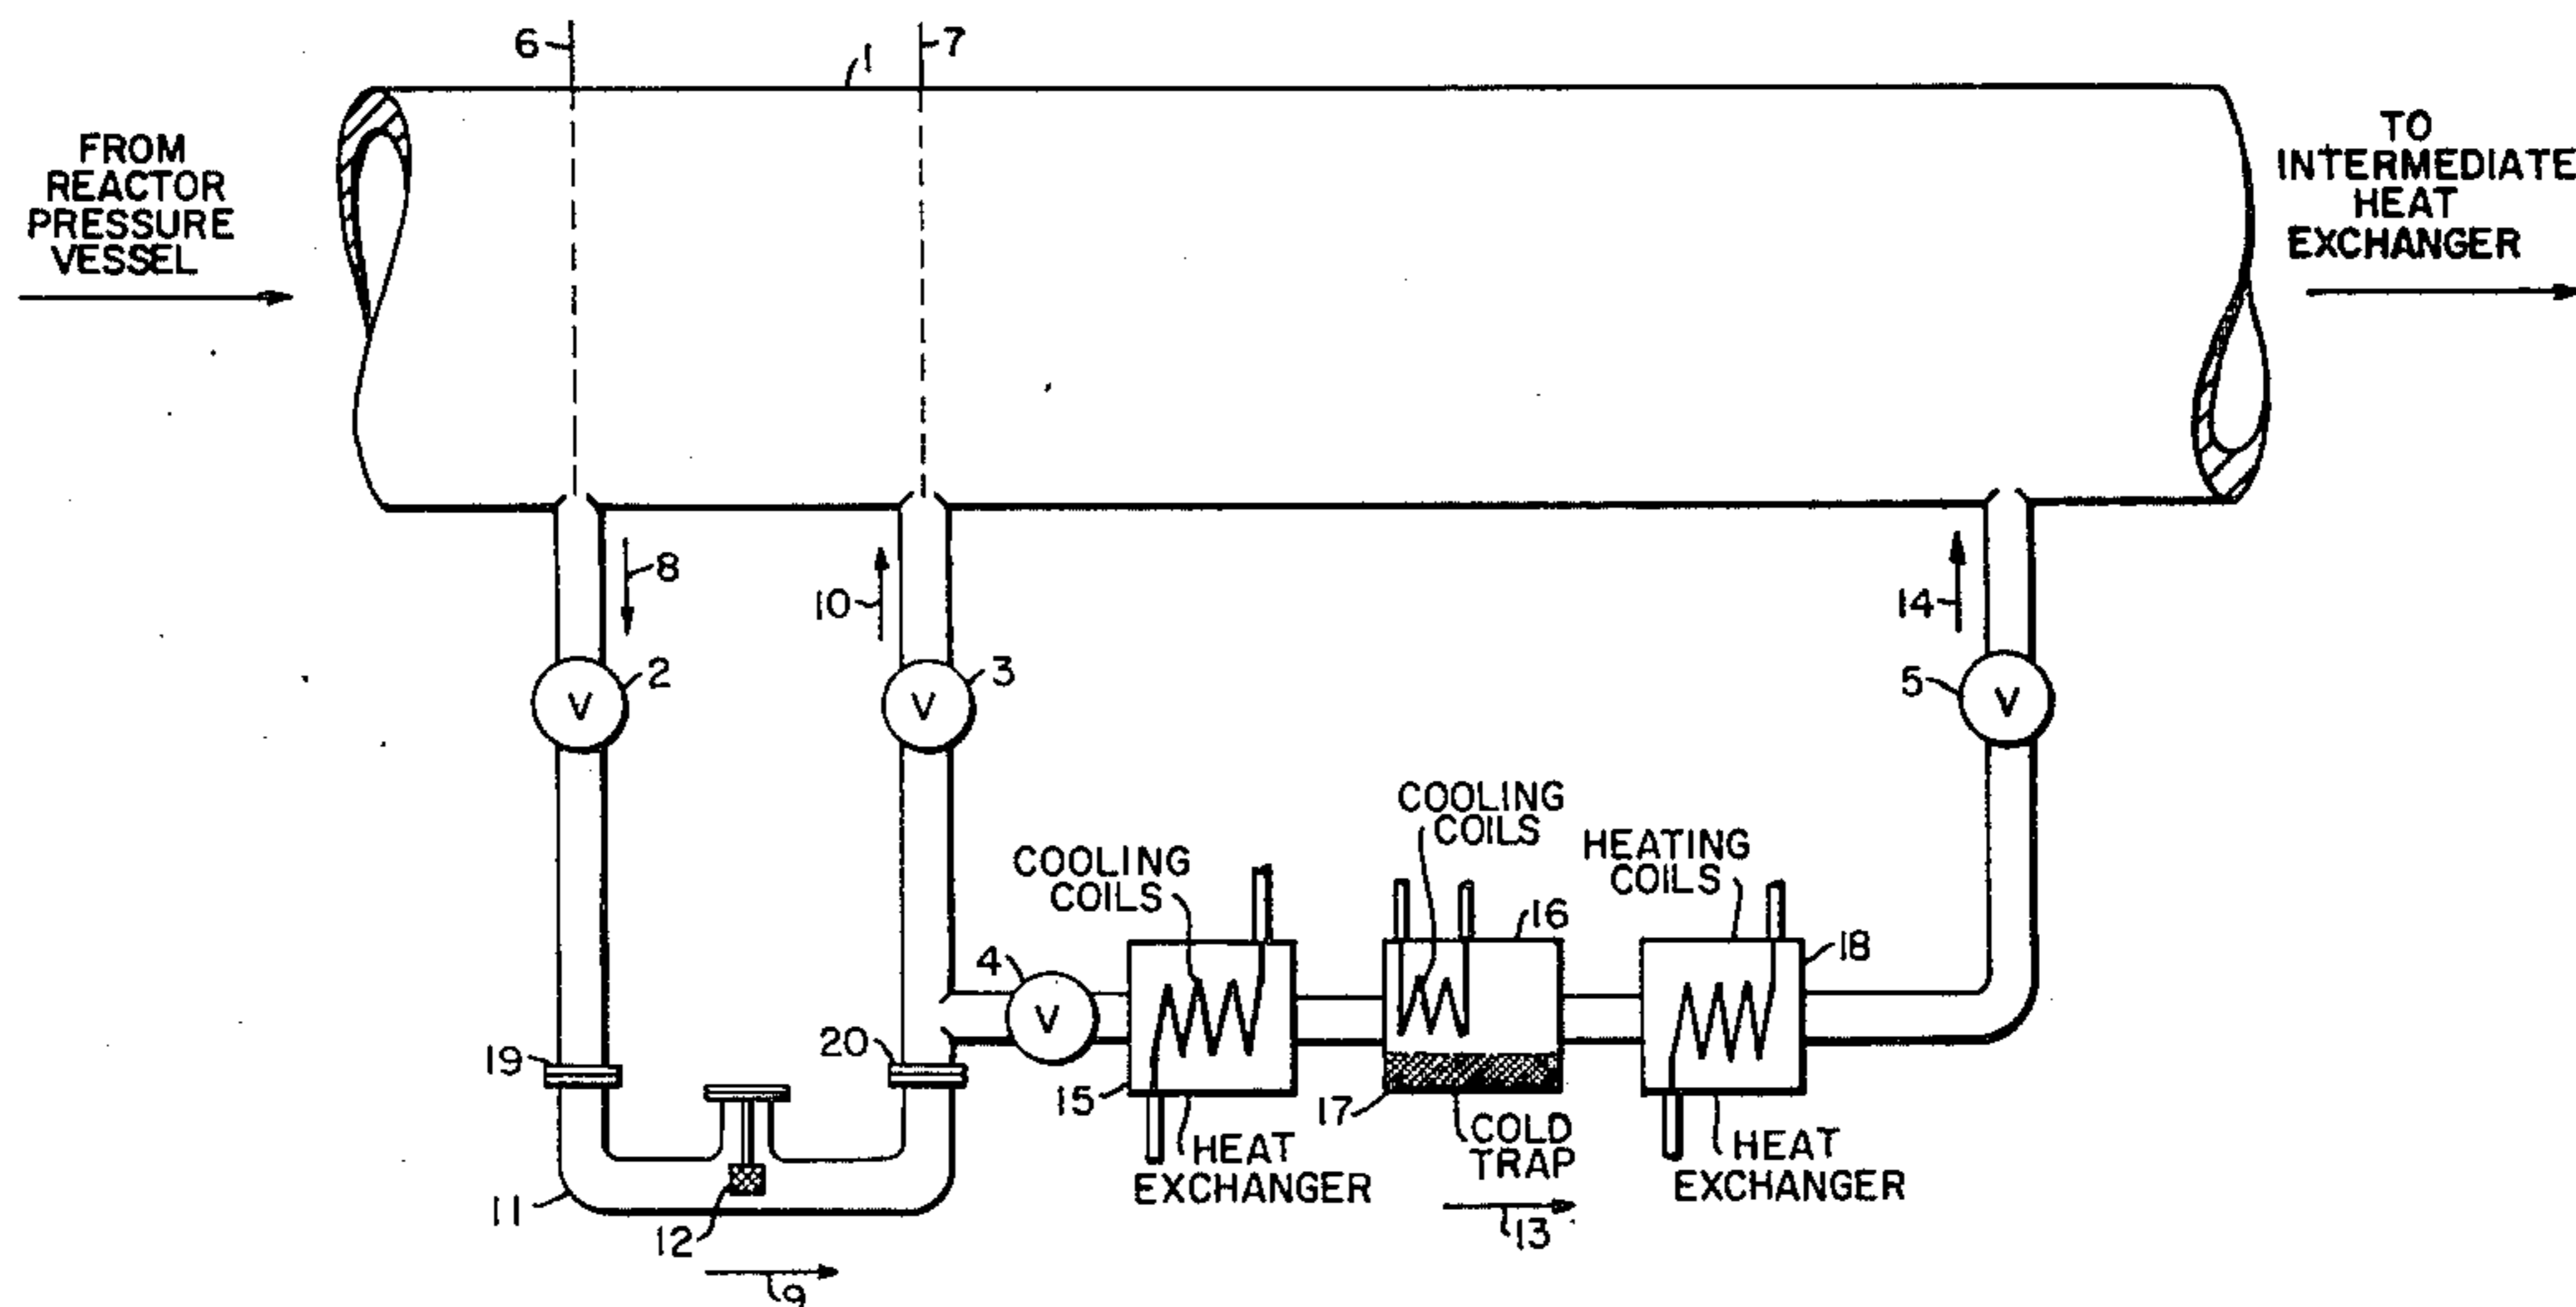 6
7
1
FROM
REACTOR
PRESSURE
VESSEL
TO
INTERMEDIATE
HEAT
EXCHANGER
8
10
14
2
3
5
V
V
V
COOLING
COILS
COOLING
COILS
HEATING
COILS
4
16
18
V
19
20
15
17
COLD
TRAP
HEAT
EXCHANGER
HEAT
EXCHANGER
11
12
13
9